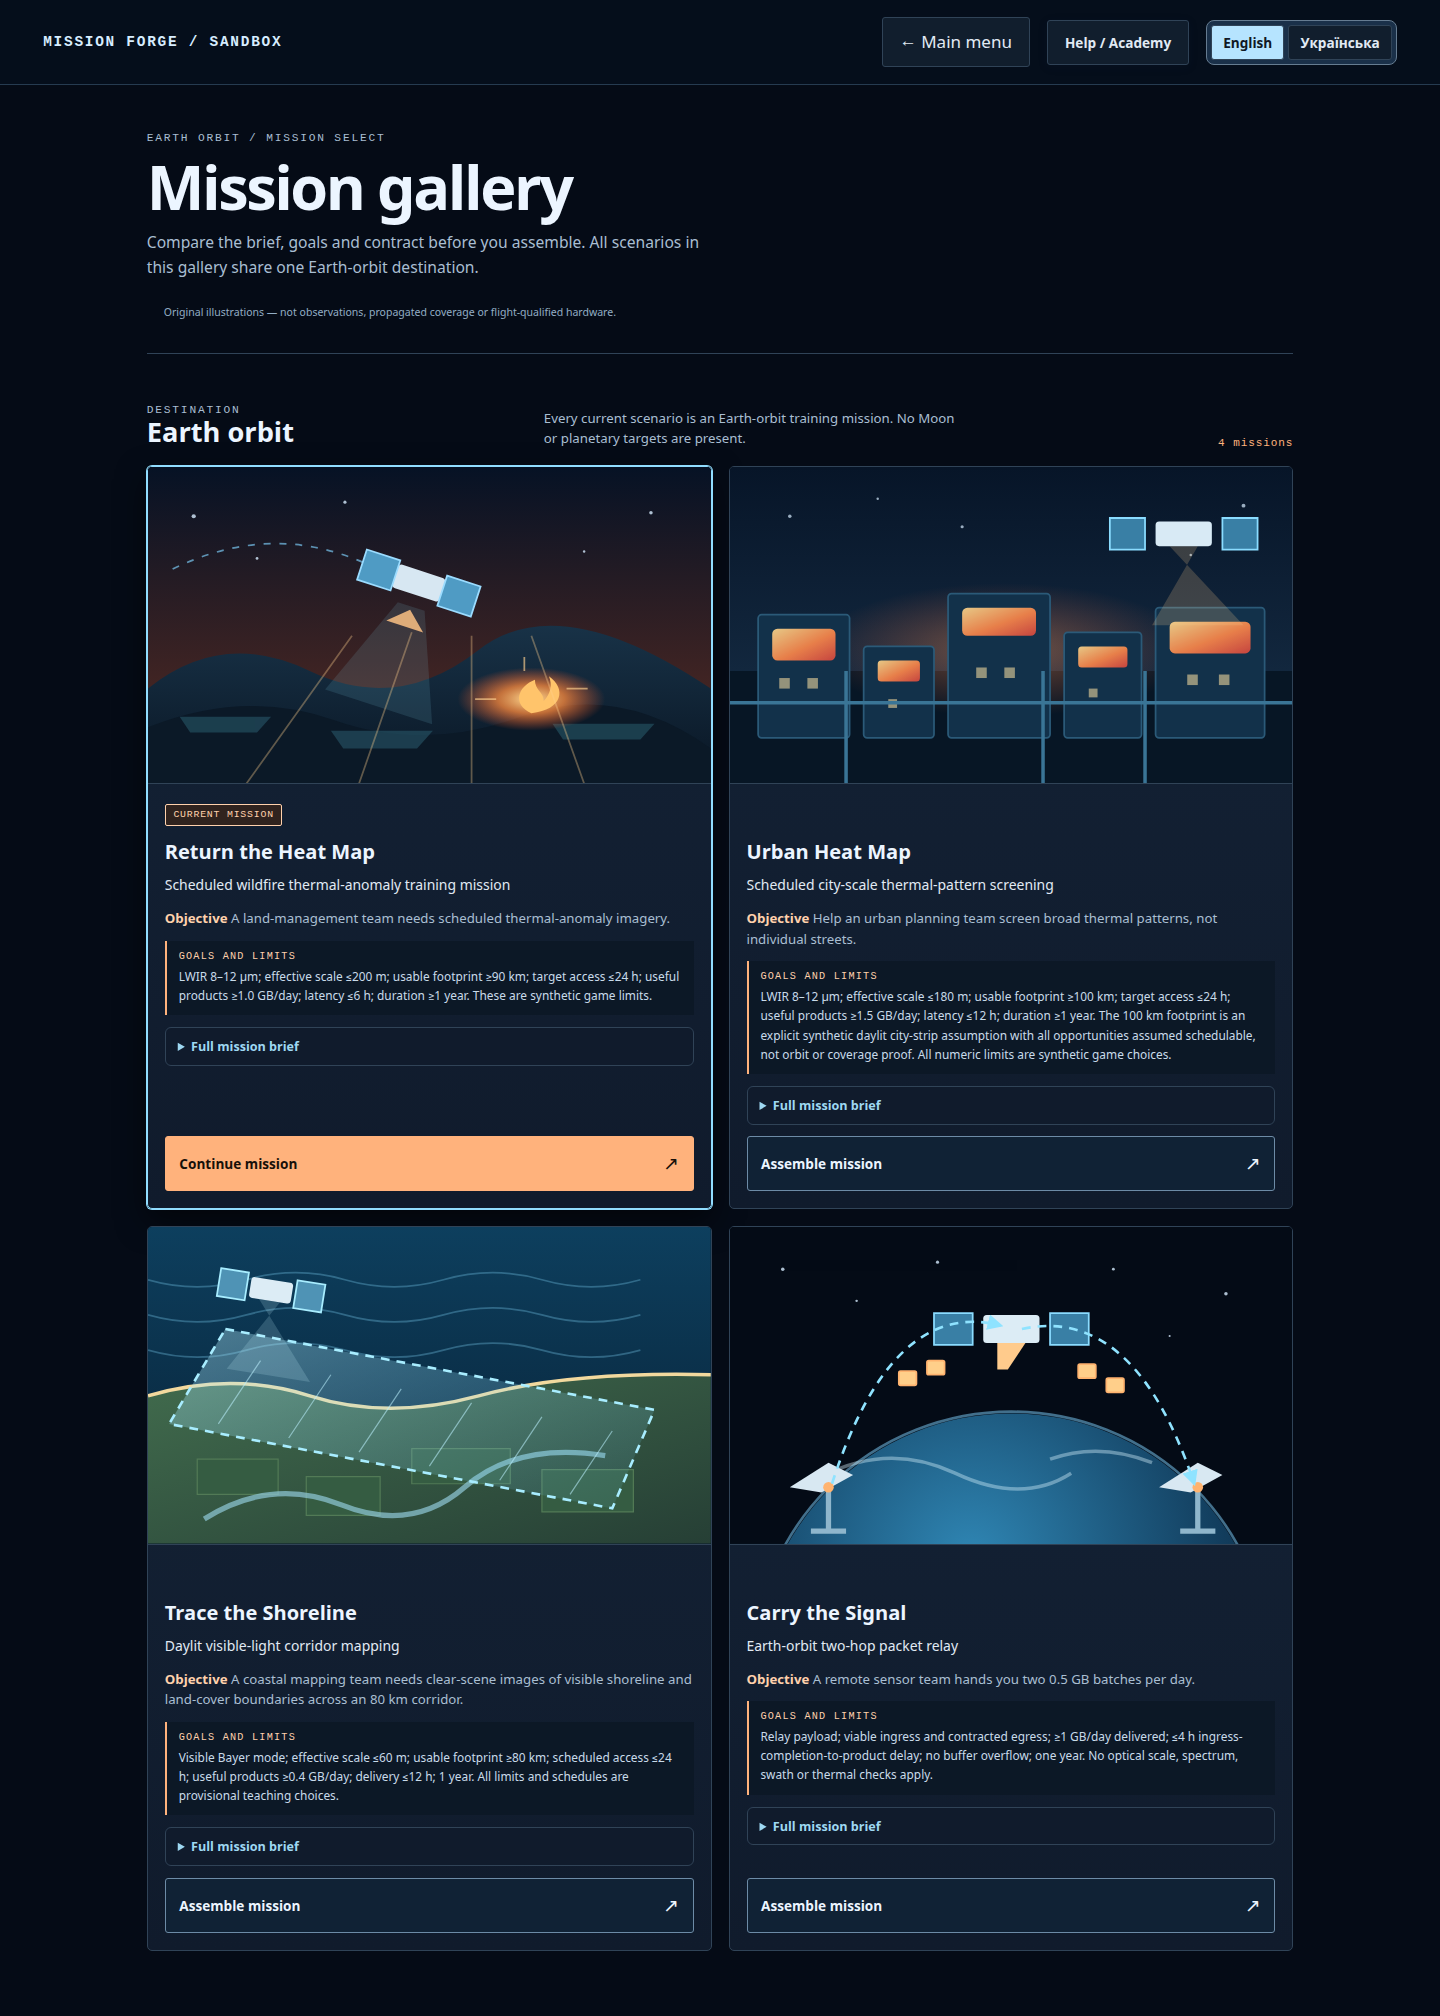 MISSION FORGE / SANDBOX
← Main menu
Help / Academy
English
Українська
EARTH ORBIT / MISSION SELECT
Mission gallery
Compare the brief, goals and contract before you assemble. All scenarios in
this gallery share one Earth-orbit destination.
Original illustrations — not observations, propagated coverage or flight-qualified hardware.
DESTINATION
Earth orbit
Every current scenario is an Earth-orbit training mission. No Moon
or planetary targets are present.
4 missions
CURRENT MISSION
Return the Heat Map
Scheduled wildfire thermal-anomaly training mission
Objective A land-management team needs scheduled thermal-anomaly imagery.
GOALS AND LIMITS
LWIR 8–12 μm; effective scale ≤200 m; usable footprint ≥90 km; target access ≤24 h; useful
products ≥1.0 GB/day; latency ≤6 h; duration ≥1 year. These are synthetic game limits.
▶ Full mission brief
Continue mission ↗
Urban Heat Map
Scheduled city-scale thermal-pattern screening
Objective Help an urban planning team screen broad thermal patterns, not
individual streets.
GOALS AND LIMITS
LWIR 8–12 μm; effective scale ≤180 m; usable footprint ≥100 km; target access ≤24 h;
useful products ≥1.5 GB/day; latency ≤12 h; duration ≥1 year. The 100 km footprint is an
explicit synthetic daylit city-strip assumption with all opportunities assumed schedulable,
not orbit or coverage proof. All numeric limits are synthetic game choices.
▶ Full mission brief
Assemble mission ↗
Trace the Shoreline
Daylit visible-light corridor mapping
Objective A coastal mapping team needs clear-scene images of visible shoreline and
land-cover boundaries across an 80 km corridor.
GOALS AND LIMITS
Visible Bayer mode; effective scale ≤60 m; usable footprint ≥80 km; scheduled access ≤24
h; useful products ≥0.4 GB/day; delivery ≤12 h; 1 year. All limits and schedules are
provisional teaching choices.
▶ Full mission brief
Assemble mission ↗
Carry the Signal
Earth-orbit two-hop packet relay
Objective A remote sensor team hands you two 0.5 GB batches per day.
GOALS AND LIMITS
Relay payload; viable ingress and contracted egress; ≥1 GB/day delivered; ≤4 h ingress-
completion-to-product delay; no buffer overflow; one year. No optical scale, spectrum,
swath or thermal checks apply.
▶ Full mission brief
Assemble mission ↗